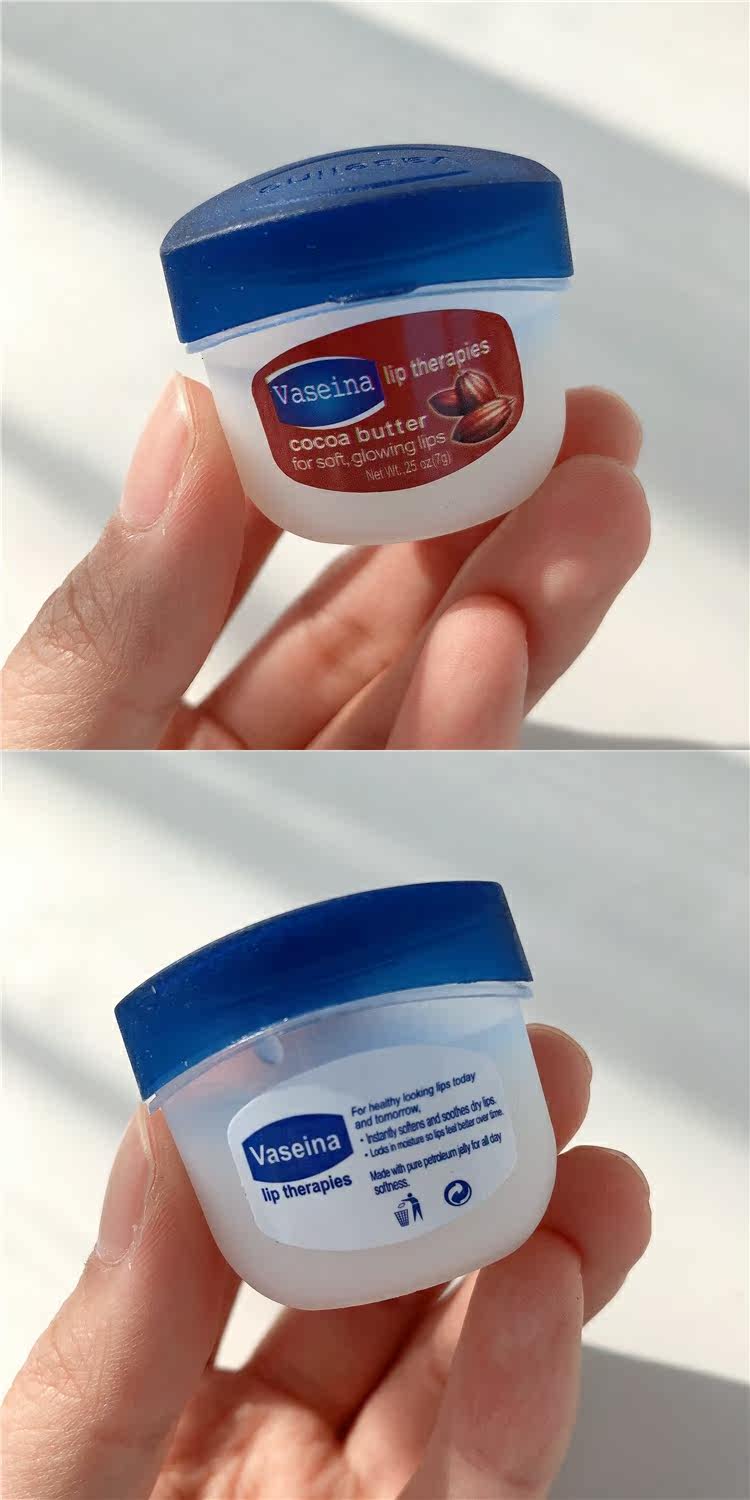 Vaseina lip therapies
cocoa butter
for soft, glowing lips
Net Wt .25 oz (7g)
Vaseina
lip therapies
For healthy looking lips today
and tomorrow,
• Instantly softens and soothes dry lips.
• Locks in moisture so lips feel better over time.
Made with pure petroleum jelly for all day
softness.